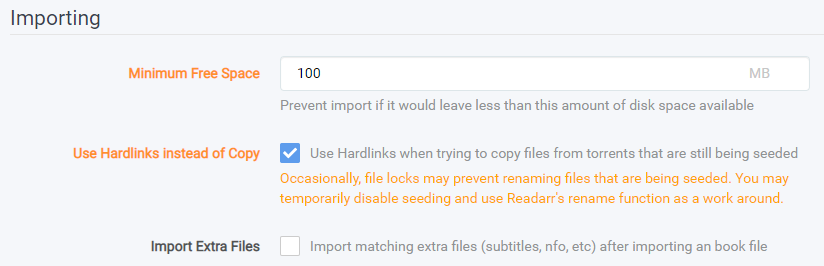 Importing
Minimum Free Space
100
MB
Prevent import if it would leave less than this amount of disk space available
Use Hardlinks instead of Copy
Use Hardlinks when trying to copy files from torrents that are still being seeded
Occasionally, file locks may prevent renaming files that are being seeded. You may
temporarily disable seeding and use Readarr's rename function as a work around.
Import Extra Files
Import matching extra files (subtitles, nfo, etc) after importing an book file